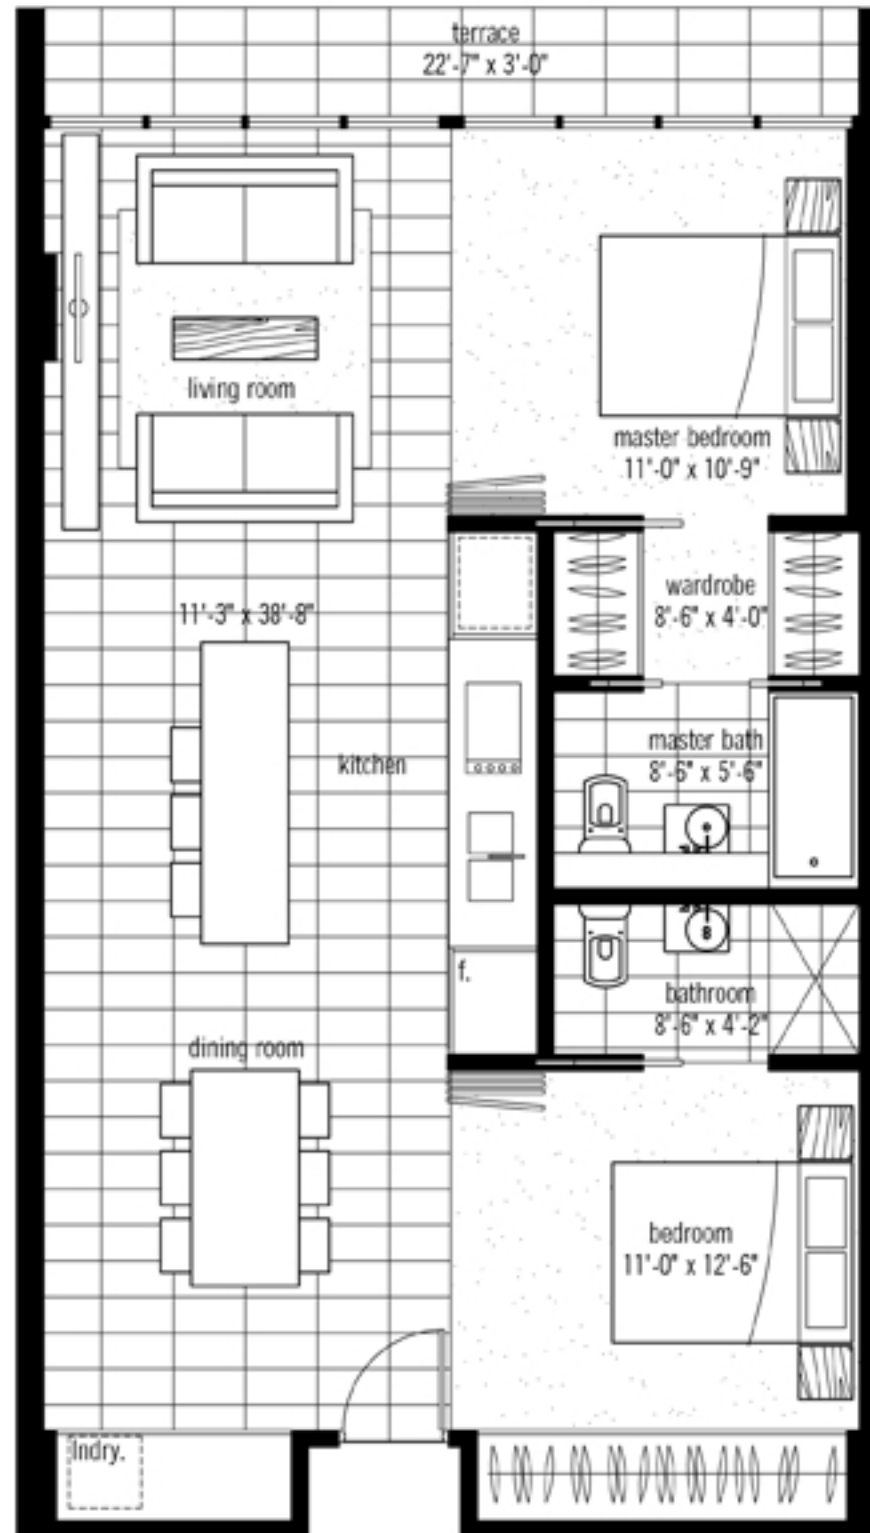 terrace
22'-7" x 3'-0"
living room
master bedroom
11'-0" x 10'-9"
11'-3" x 38'-8"
wardrobe
8'-6" x 4'-0"
kitchen
master bath
8'-6" x 5'-6"
f.
bathroom
8'-6" x 4'-2"
dining room
bedroom
11'-0" x 12'-6"
lndry.